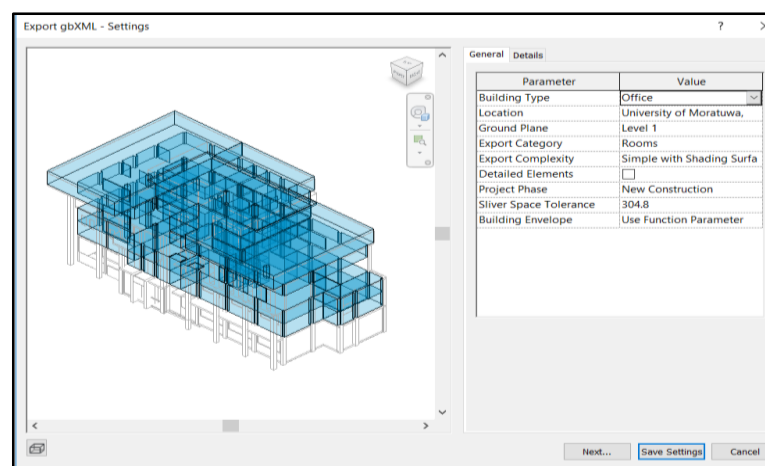 Export gbXML - Settings
?
General Details
Parameter Value
Building Type Office
Location University of Moratuwa,
Ground Plane Level 1
Export Category Rooms
Export Complexity Simple with Shading Surfa
Detailed Elements
Project Phase New Construction
Sliver Space Tolerance 304.8
Building Envelope Use Function Parameter
Next... Save Settings Cancel